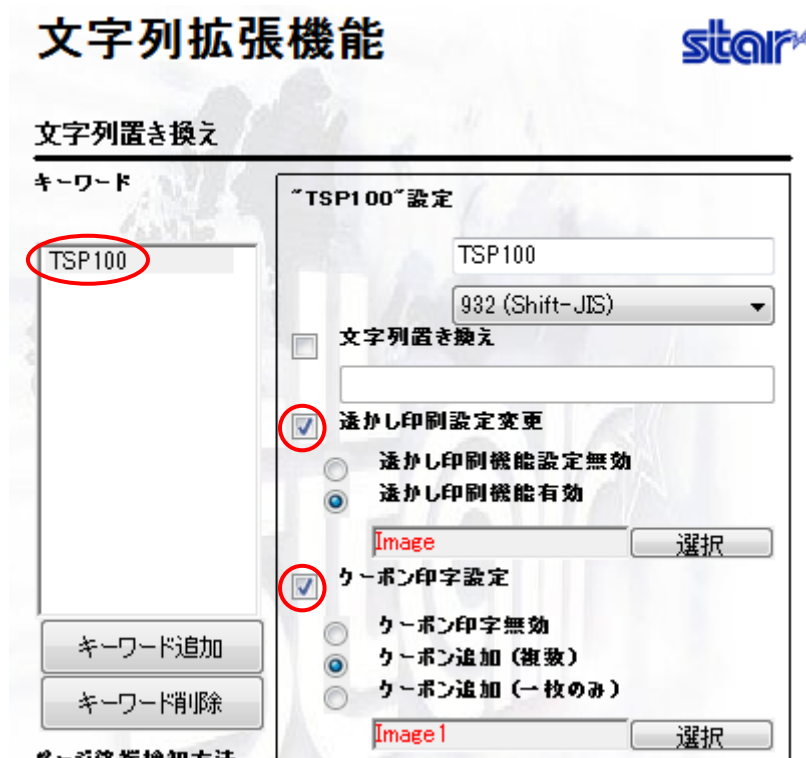 文字列拡張機能
star
文字列置き換え
キーワード
TSP100
キーワード追加
キーワード削除
"TSP100"設定
TSP100
932 (Shift-JIS)
文字列置き換え
透かし印刷設定変更
透かし印刷機能設定無効
透かし印刷機能有効
Image
選択
クーポン印字設定
クーポン印字無効
クーポン追加（複数）
クーポン追加（一枚のみ）
Image1
選択